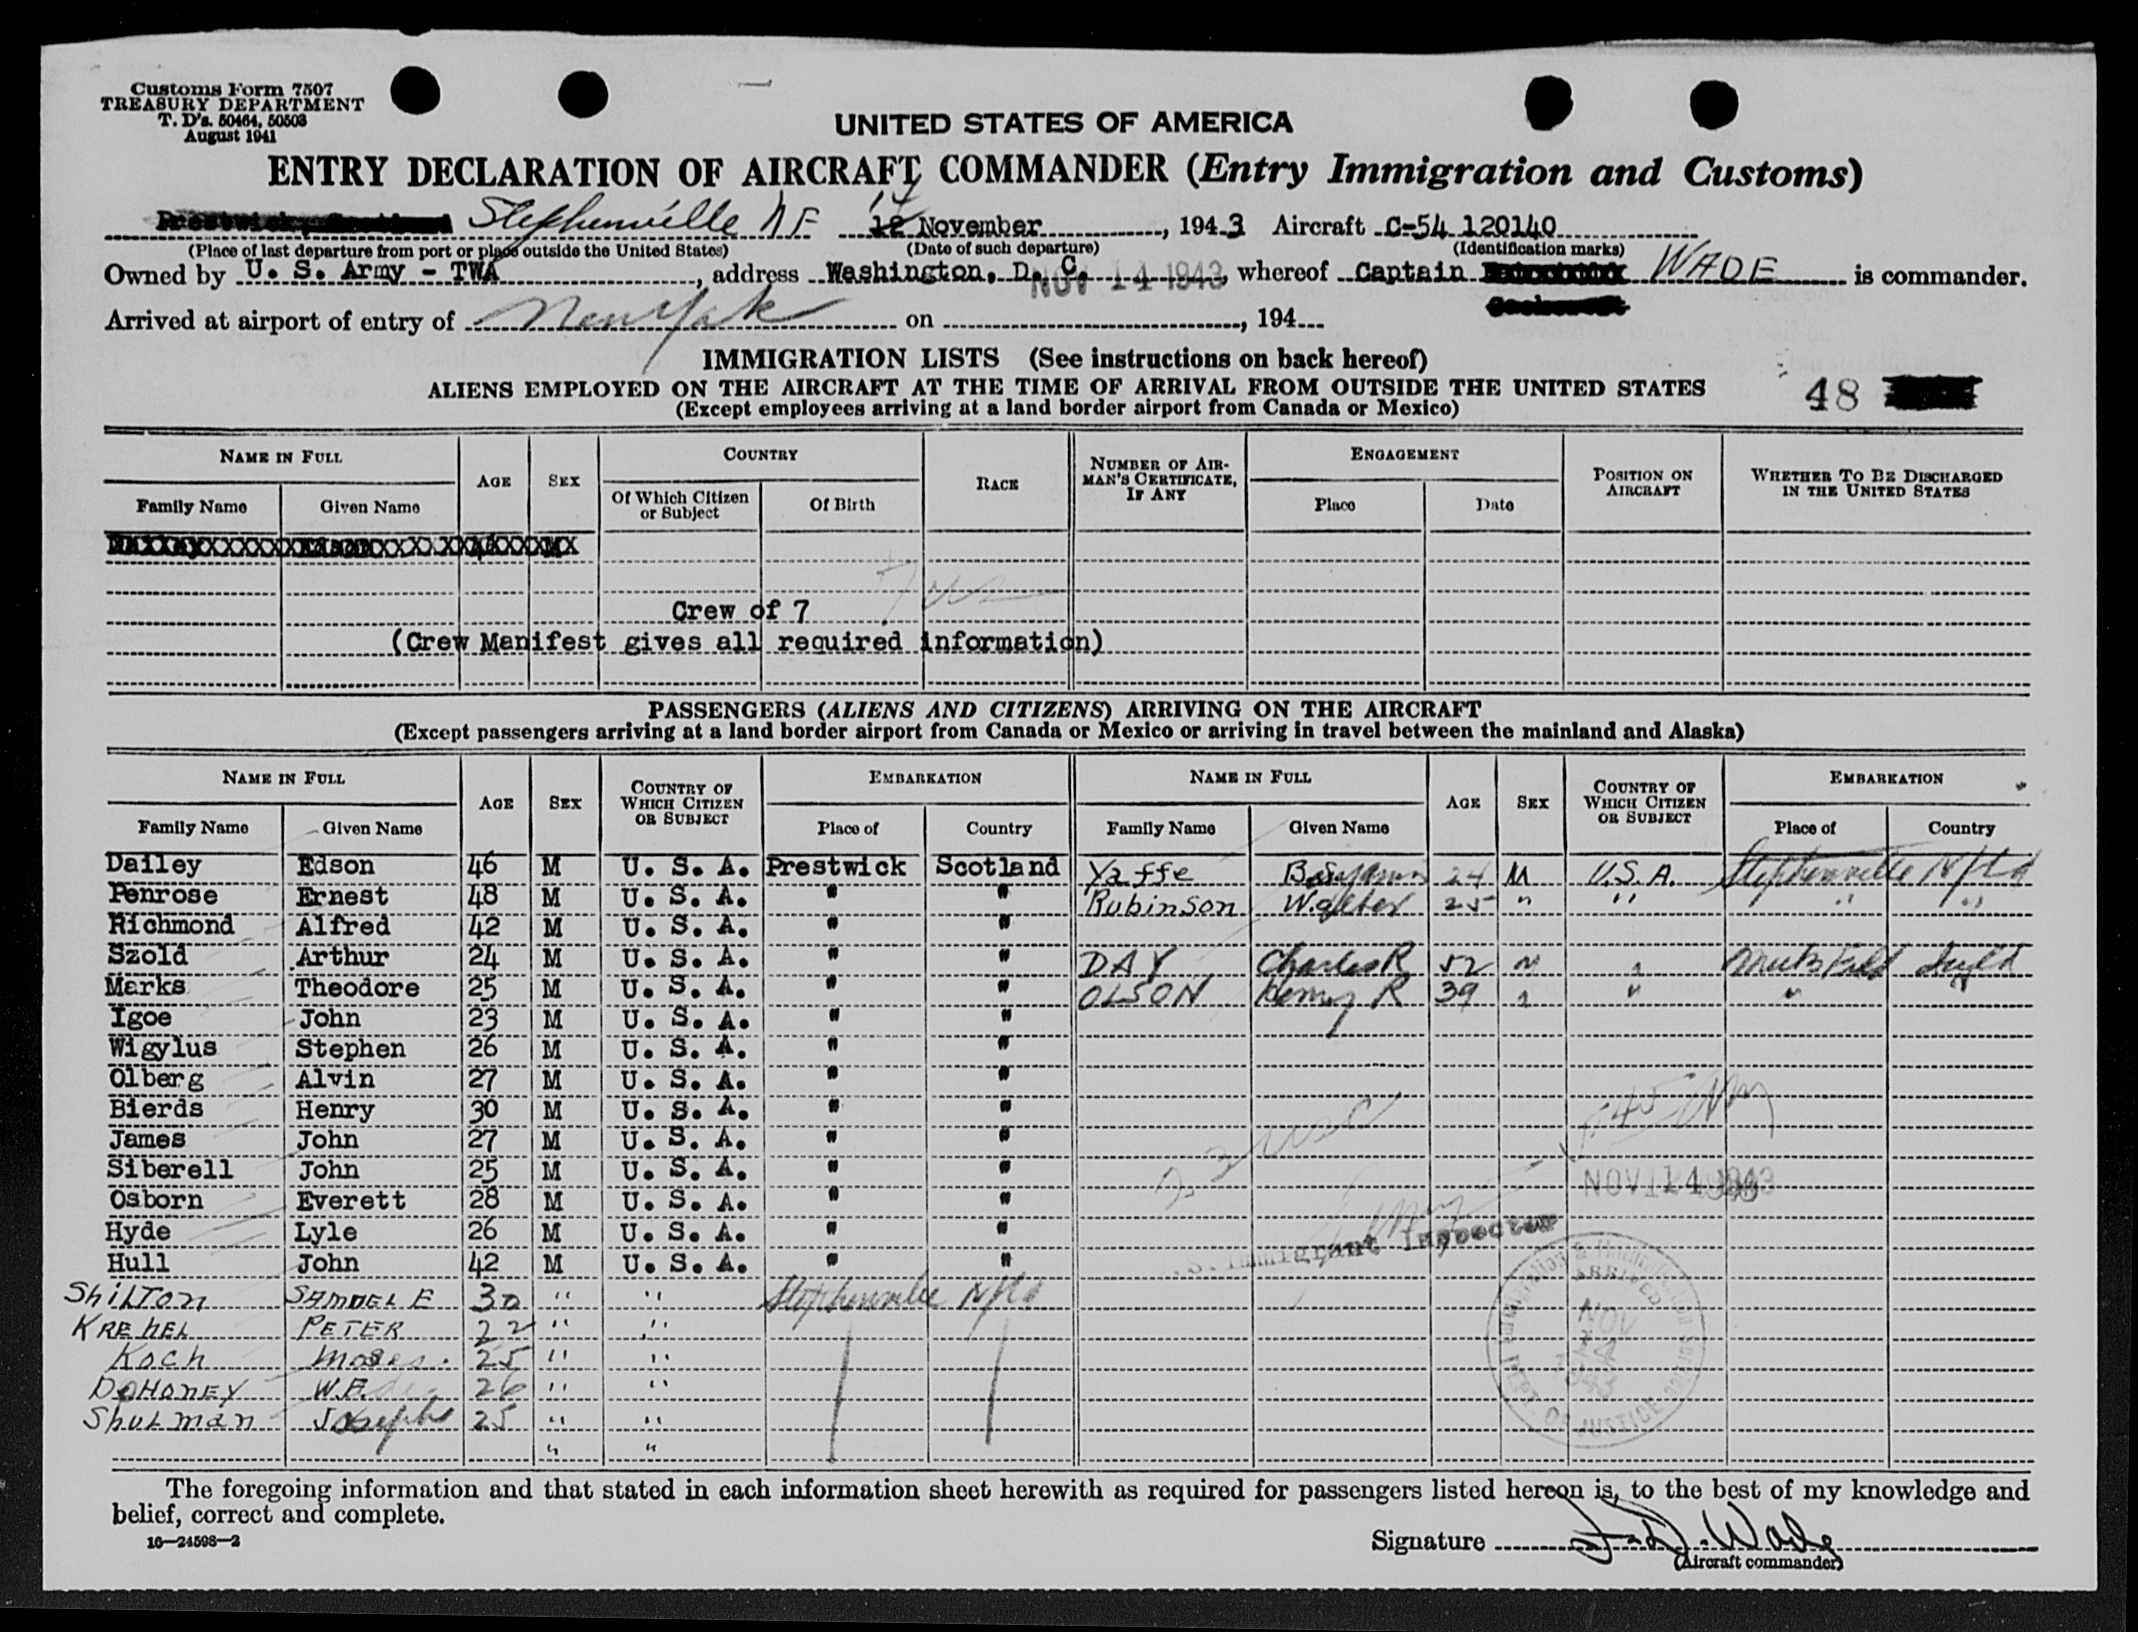 Customs Form 7507
TREASURY DEPARTMENT
T. D's. 50464, 50503
August 1941
UNITED STATES OF AMERICA
ENTRY DECLARATION OF AIRCRAFT COMMANDER (Entry Immigration and Customs)
Stephenville NF 14 November, 1943 Aircraft C-54 120140
(Place of last departure from port or place outside the United States) (Date of such departure) (Identification marks)
Owned by U. S. Army - TWA, address Washington, D. C., whereof Captain WADE is commander.
NOV 14 1943
Arrived at airport of entry of New York on , 194
IMMIGRATION LISTS (See instructions on back hereof)
ALIENS EMPLOYED ON THE AIRCRAFT AT THE TIME OF ARRIVAL FROM OUTSIDE THE UNITED STATES
(Except employees arriving at a land border airport from Canada or Mexico)
48
NAME IN FULL AGE SEX COUNTRY RACE NUMBER OF AIRMAN'S CERTIFICATE, IF ANY ENGAGEMENT POSITION ON AIRCRAFT WHETHER TO BE DISCHARGED IN THE UNITED STATES
Family Name Given Name Of Which Citizen or Subject Of Birth Place Date
Crew of 7
(Crew Manifest gives all required information)
PASSENGERS (ALIENS AND CITIZENS) ARRIVING ON THE AIRCRAFT
(Except passengers arriving at a land border airport from Canada or Mexico or arriving in travel between the mainland and Alaska)
NAME IN FULL AGE SEX COUNTRY OF WHICH CITIZEN OR SUBJECT EMBARKATION NAME IN FULL AGE SEX COUNTRY OF WHICH CITIZEN OR SUBJECT EMBARKATION
Family Name Given Name Place of Country Family Name Given Name Place of Country
Dailey Edson 46 M U. S. A. Prestwick Scotland Yaffe Benjamin 24 M U.S.A. Stephenville Nfld
Penrose Ernest 48 M U. S. A. " " Rubinson Walter 25 " " " "
Richmond Alfred 42 M U. S. A. " "
Szold Arthur 24 M U. S. A. " " DAY Charles R 52 " "
Marks Theodore 25 M U. S. A. " " OLSON Henry R 39 " " "
Igoe John 23 M U. S. A. " "
Wigylus Stephen 26 M U. S. A. " "
Olberg Alvin 27 M U. S. A. " "
Bierds Henry 30 M U. S. A. " "
James John 27 M U. S. A. " "
Siberell John 25 M U. S. A. " "
Osborn Everett 28 M U. S. A. " "
NOV 14 1943
Hyde Lyle 26 M U. S. A. " "
Immigrant Inspector
Hull John 42 M U. S. A. " "
ShiLTon SAMUEL E 30 " " Stephenville Nfld
KREhEL PETER 22 " "
Koch Moses. 25 " "
DOHONEY W.E. 26 " "
ShuLman Joseph 25 " "
" "
ARRIVED
NOV 14 1943
DEPT. OF JUSTICE
The foregoing information and that stated in each information sheet herewith as required for passengers listed hereon is, to the best of my knowledge and
belief, correct and complete.
16—24598—2
Signature Wade
(Aircraft commander)